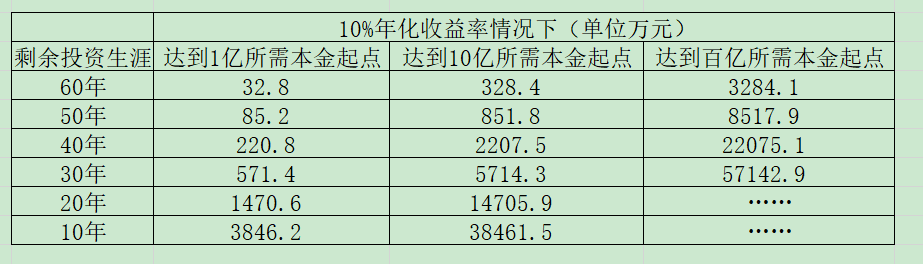 10%年化收益率情况下（单位万元）
剩余投资生涯 达到1亿所需本金起点 达到10亿所需本金起点 达到百亿所需本金起点
60年 32.8 328.4 3284.1
50年 85.2 851.8 8517.9
40年 220.8 2207.5 22075.1
30年 571.4 5714.3 57142.9
20年 1470.6 14705.9 ……
10年 3846.2 38461.5 ……